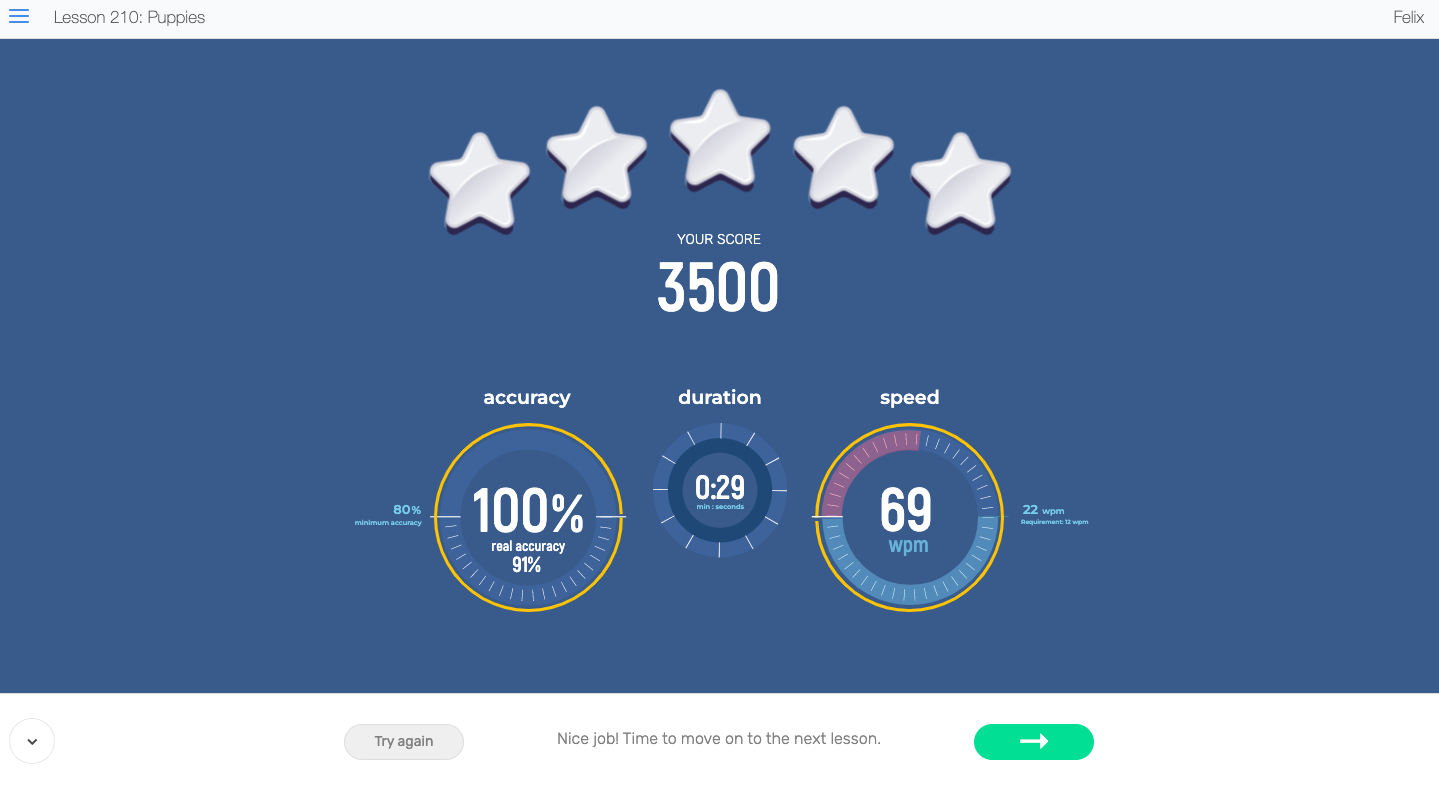 Lesson 210: Puppies
Felix
YOUR SCORE
3500
accuracy
duration
speed
80%
minimum accuracy
100%
real accuracy
91%
0:29
min : seconds
69
wpm
22 wpm
Requirement: 12 wpm
Try again
Nice job! Time to move on to the next lesson.